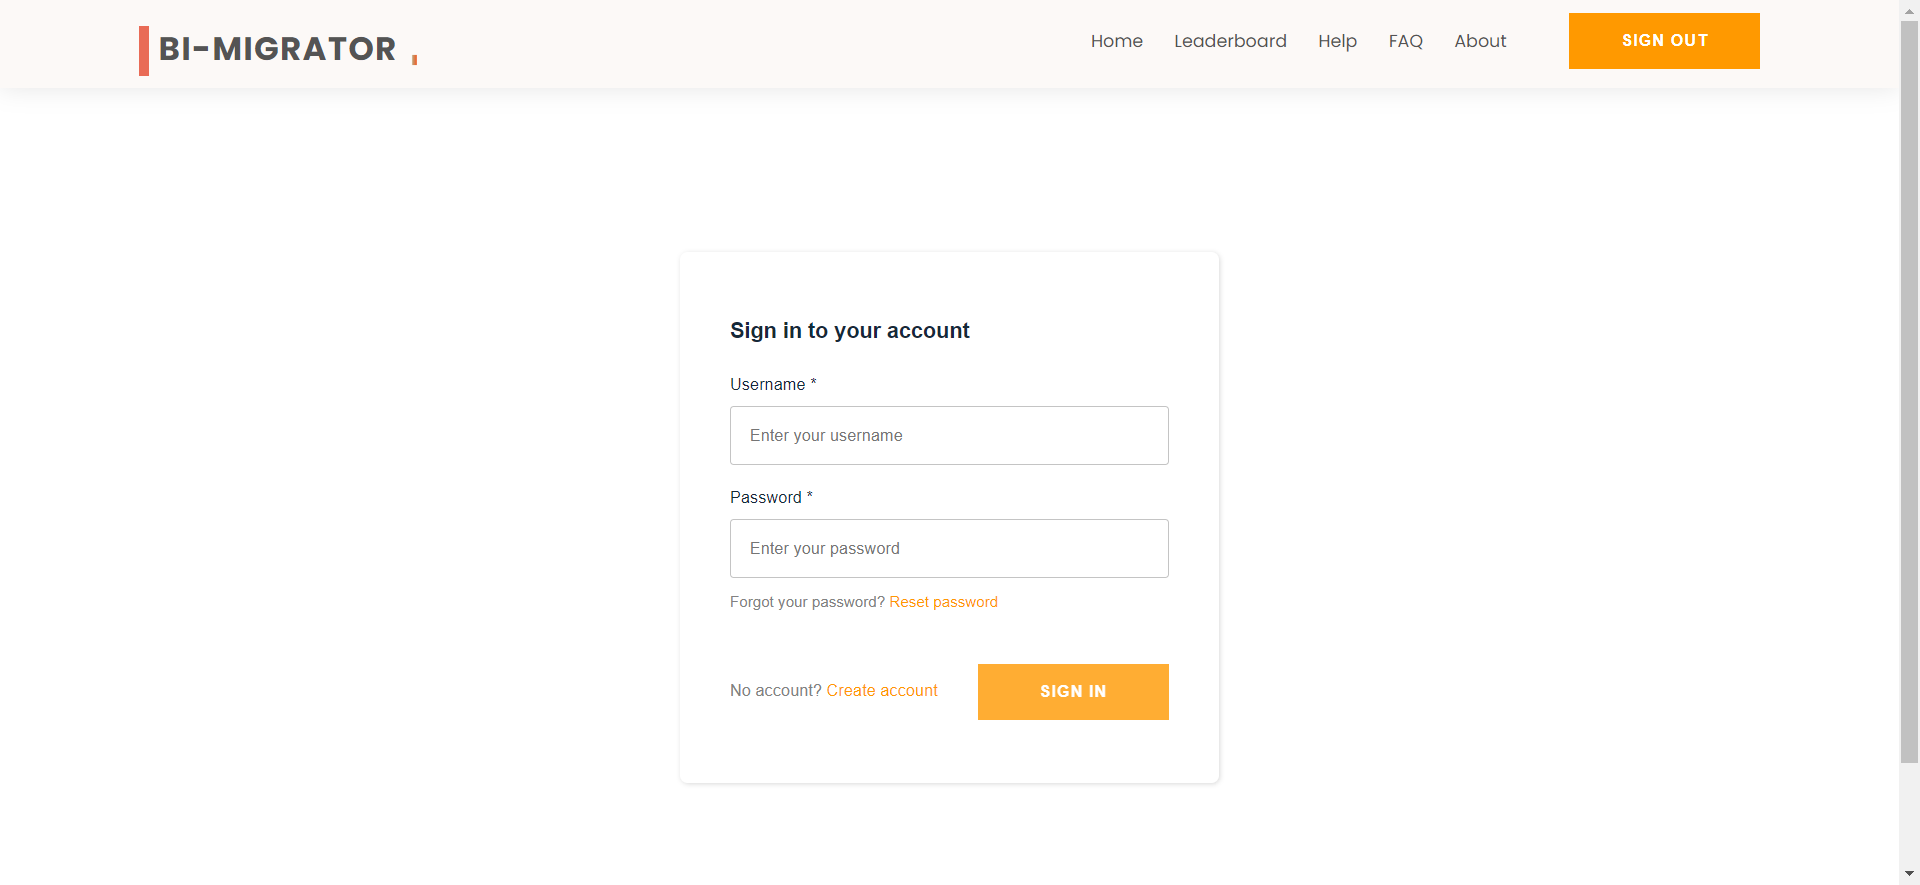 BI-MIGRATOR
Home Leaderboard Help FAQ About SIGN OUT
Sign in to your account
Username *
Enter your username
Password *
Enter your password
Forgot your password? Reset password
No account? Create account SIGN IN